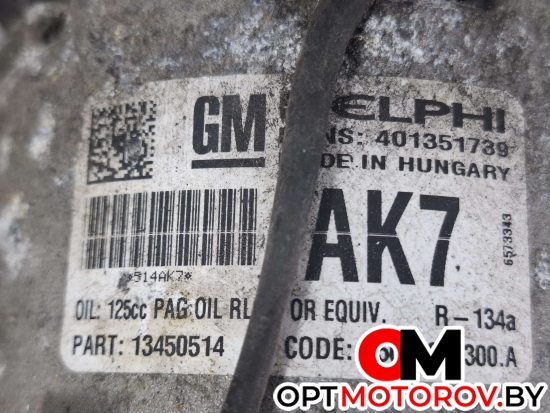 GM
ELPHI
NS: 401351739
DE IN HUNGARY
AK7
6573343
*514AK7*
OIL: 125cc PAG OIL RL
OR EQUIV. R-134a
PART: 13450514
CODE:
300.A
OM
OPTMOTOROV.BY